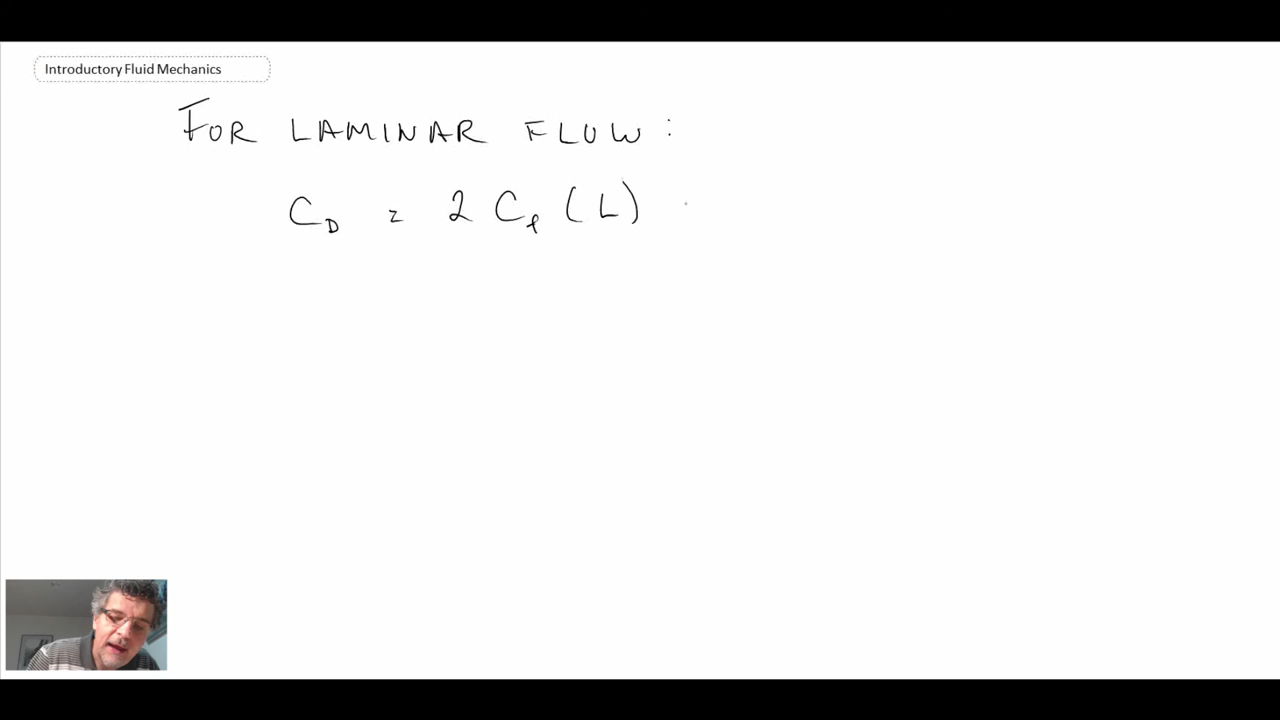 Introductory Fluid Mechanics
FOR LAMINAR FLOW :
C_D = 2 C_f (L)